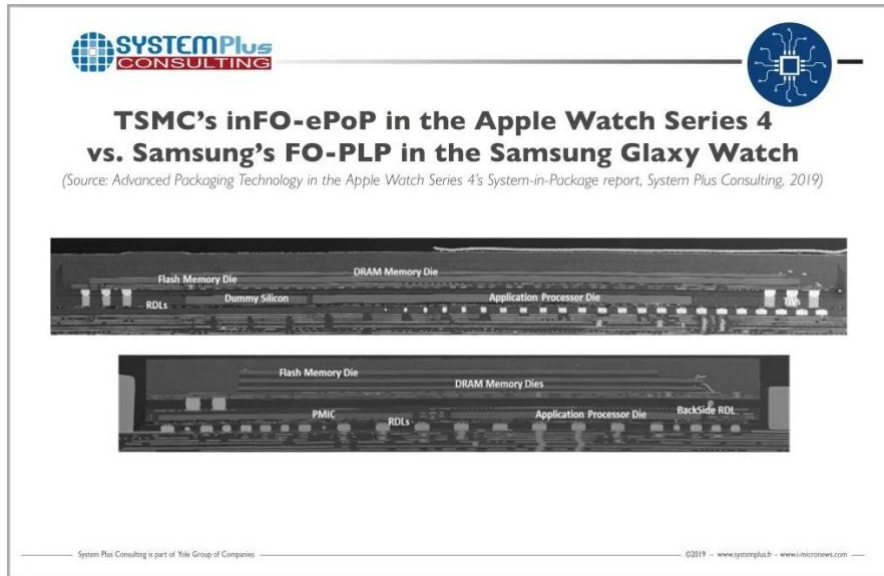 SYSTEMPlus
CONSULTING
TSMC's inFO-ePoP in the Apple Watch Series 4
vs. Samsung's FO-PLP in the Samsung Glaxy Watch
(Source: Advanced Packaging Technology in the Apple Watch Series 4's System-in-Package report, System Plus Consulting, 2019)
DRAM Memory Die
Flash Memory Die
RDLs
Dummy Silicon
Application Processor Die
Flash Memory Die
DRAM Memory Dies
PMIC
RDLs
Application Processor Die
BackSide RDL
System Plus Consulting is part of Yole Group of Companies
©2019 – www.systemplus.fr – www.i-micronews.com